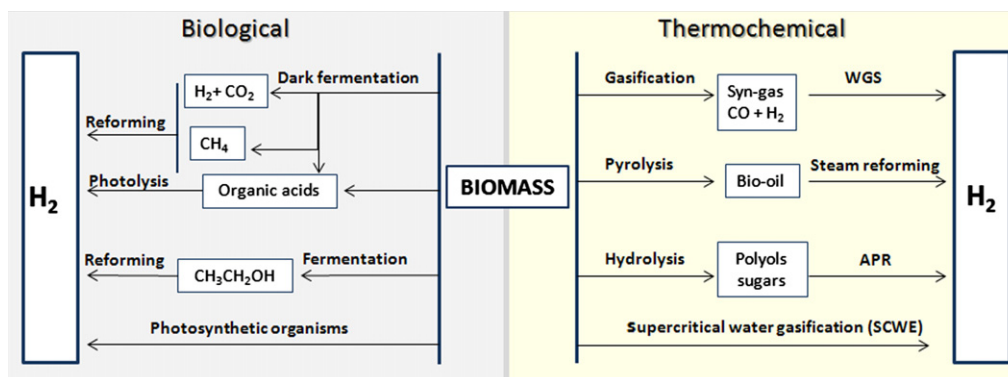 Biological
Thermochemical
H₂
H₂ + CO₂
Dark fermentation
Reforming
CH₄
Photolysis
Organic acids
Reforming
CH₃CH₂OH
Fermentation
Photosynthetic organisms
BIOMASS
Gasification
Syn-gas
CO + H₂
WGS
Pyrolysis
Bio-oil
Steam reforming
Hydrolysis
Polyols
sugars
APR
Supercritical water gasification (SCWE)
H₂